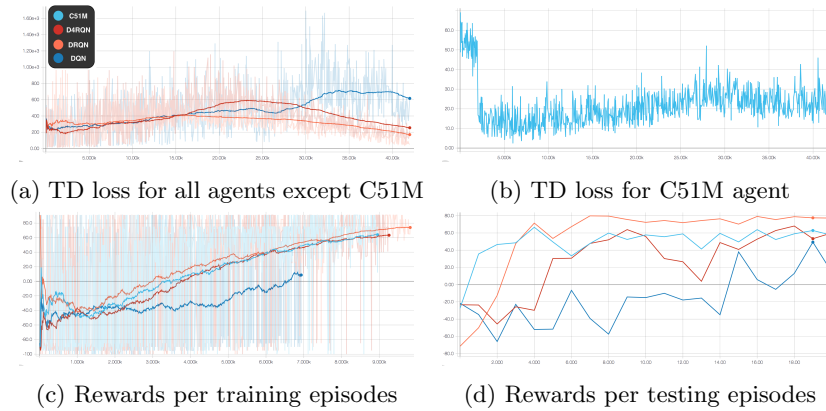 C51M
D4RQN
DRQN
DQN
1.60e+3
1.20e+3
1.00e+3
800
600
400
200
0.00
5.000k 10.00k 15.00k 20.00k 25.00k 30.00k 35.00k 40.00k
80.0
60.0
50.0
40.0
30.0
20.0
10.0
0.00
5.000k 10.00k 15.00k 20.00k 25.00k 30.00k 35.00k 40.00k
(a) TD loss for all agents except C51M
(b) TD loss for C51M agent
80.0
60.0
40.0
20.0
0.00
-20.0
-40.0
-60.0
-80.0
-100
1.000k 2.000k 3.000k 4.000k 5.000k 6.000k 7.000k 8.000k 9.000k
80.0
60.0
40.0
20.0
0.00
-20.0
-40.0
-60.0
-80.0
2.000 4.000 6.000 8.000 10.00 12.00 14.00 16.00 18.00
(c) Rewards per training episodes
(d) Rewards per testing episodes